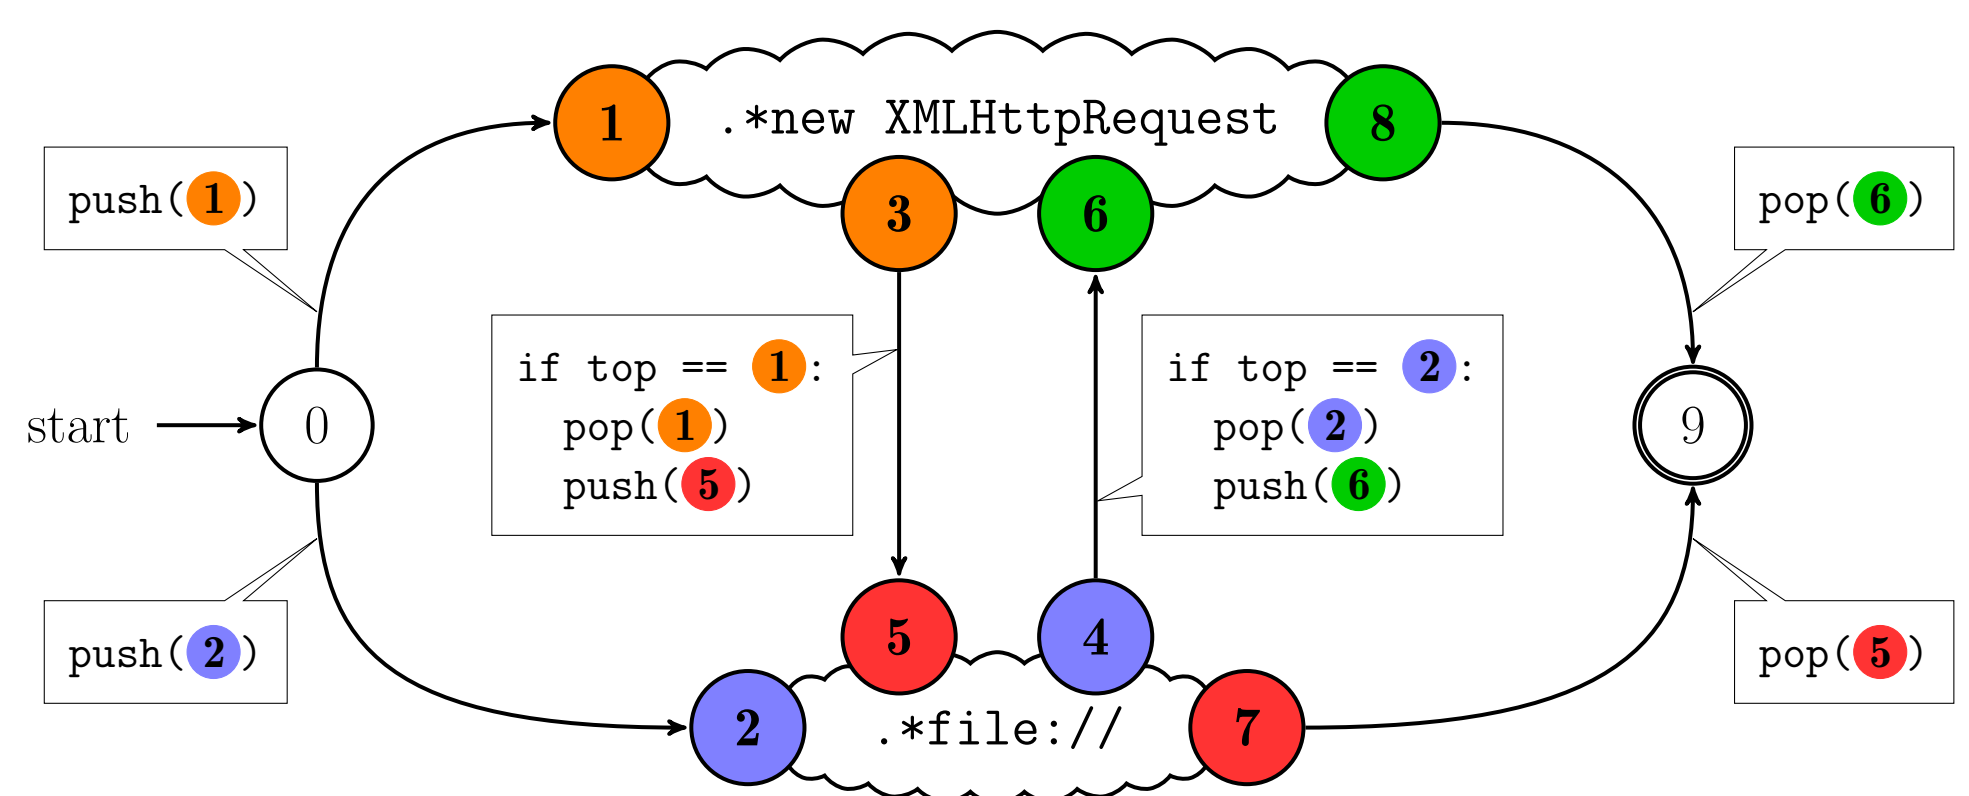 .*new XMLHttpRequest
1
8
3
6
push(1)
pop(6)
if top == 1:
pop(1)
push(5)
if top == 2:
pop(2)
push(6)
start
0
9
push(2)
pop(5)
5
4
2
.*file://
7